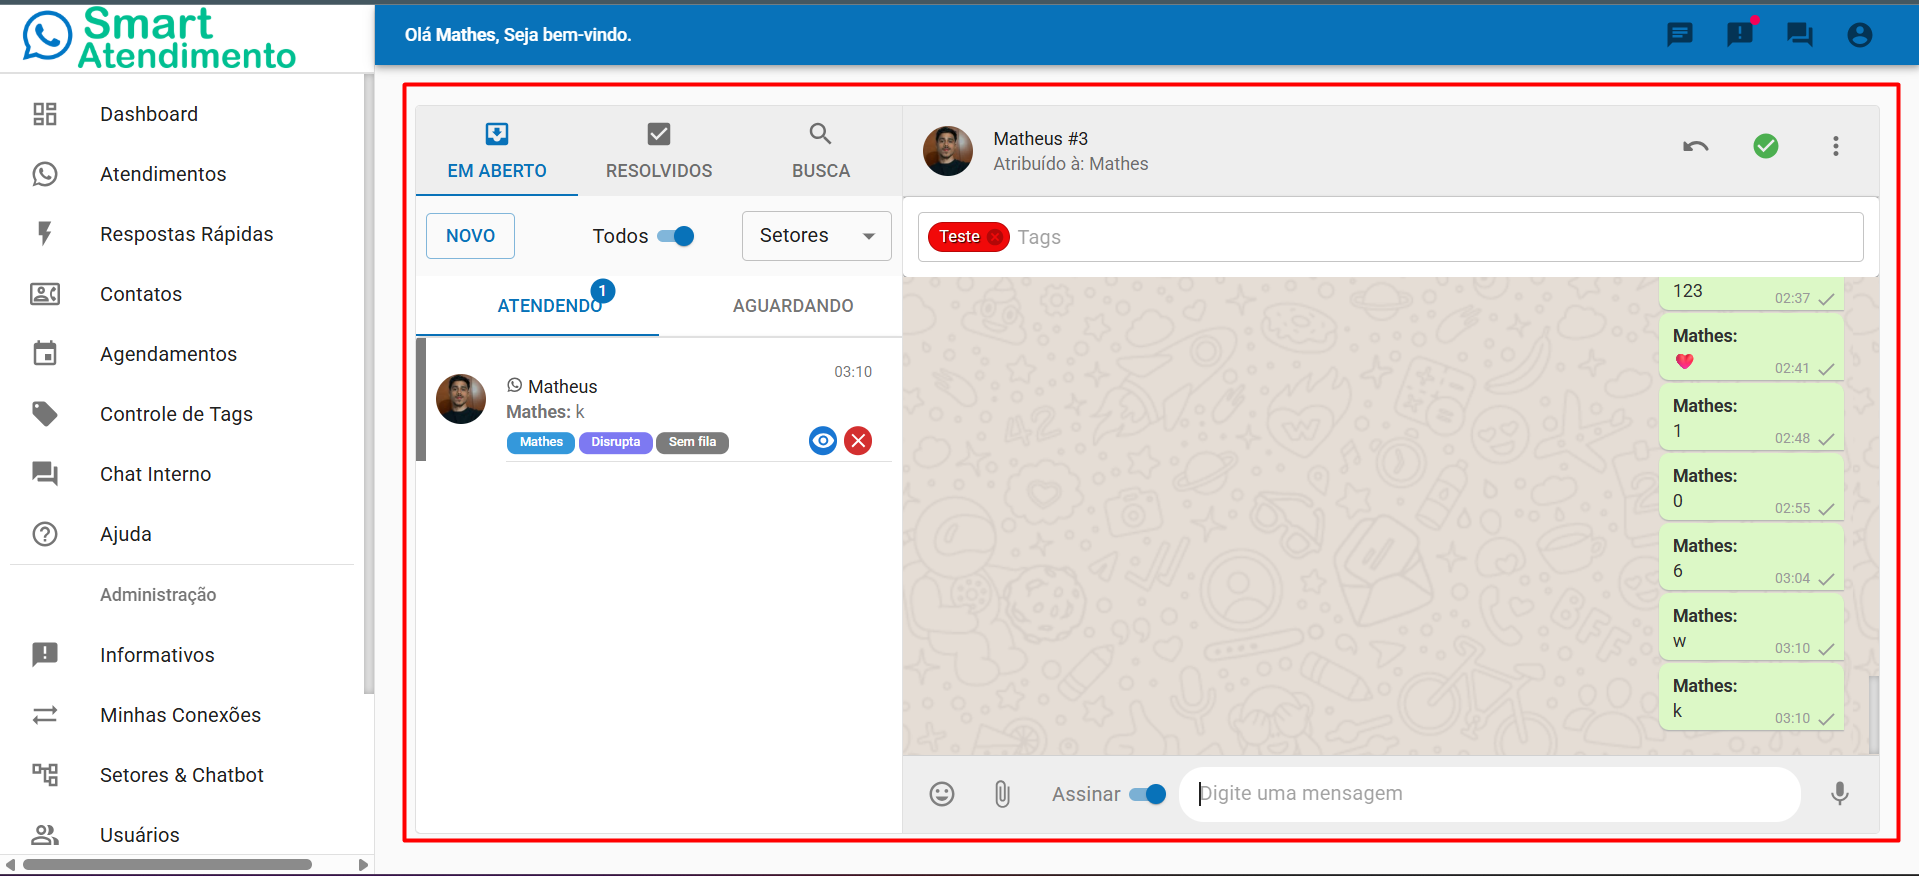 Smart
Atendimento
Olá Mathes, Seja bem-vindo.
Dashboard
Atendimentos
Respostas Rápidas
Contatos
Agendamentos
Controle de Tags
Chat Interno
Ajuda
Administração
Informativos
Minhas Conexões
Setores & Chatbot
Usuários
EM ABERTO
RESOLVIDOS
BUSCA
NOVO
Todos
Setores
ATENDENDO
1
AGUARDANDO
03:10
Matheus
Mathes: k
Mathes
Disrupta
Sem fila
Matheus #3
Atribuído à: Mathes
Teste
Tags
123
02:37
Mathes:
❤
02:41
Mathes:
1
02:48
Mathes:
0
02:55
Mathes:
6
03:04
Mathes:
w
03:10
Mathes:
k
03:10
Assinar
Digite uma mensagem